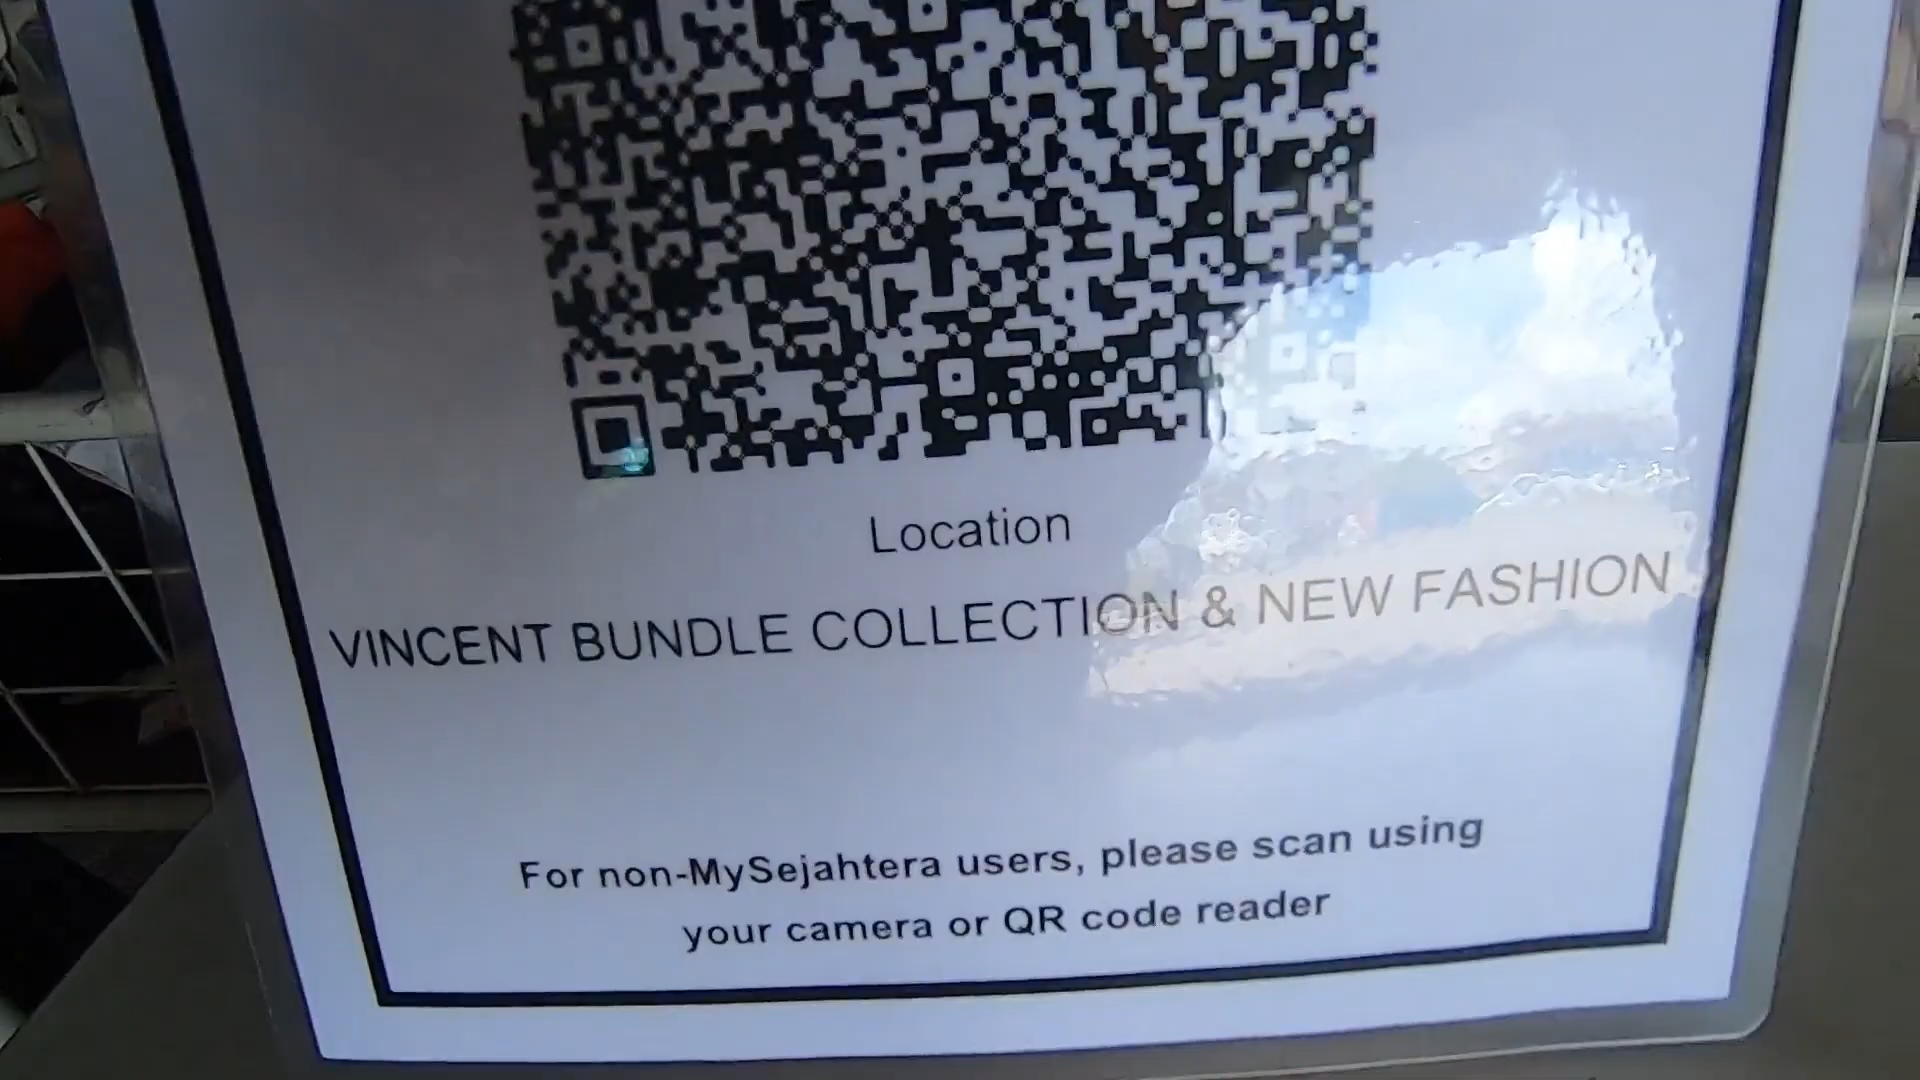 Location
VINCENT BUNDLE COLLECTION & NEW FASHION
For non-MySejahtera users, please scan using
your camera or QR code reader